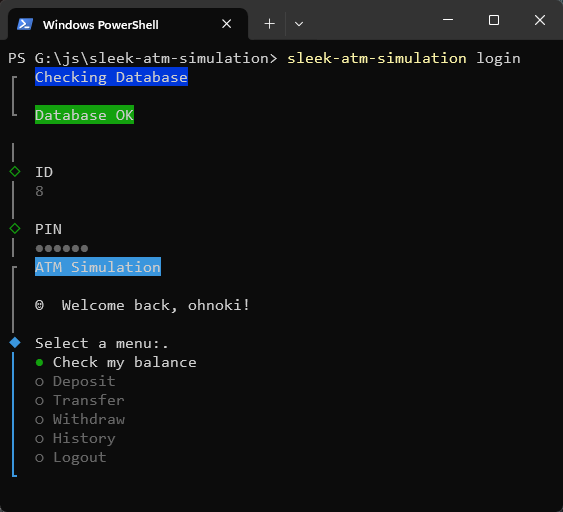 Windows PowerShell
PS G:\js\sleek-atm-simulation> sleek-atm-simulation login
Checking Database
Database OK
ID
8
PIN
●●●●●●
ATM Simulation
Welcome back, ohnoki!
Select a menu:.
● Check my balance
○ Deposit
○ Transfer
○ Withdraw
○ History
○ Logout